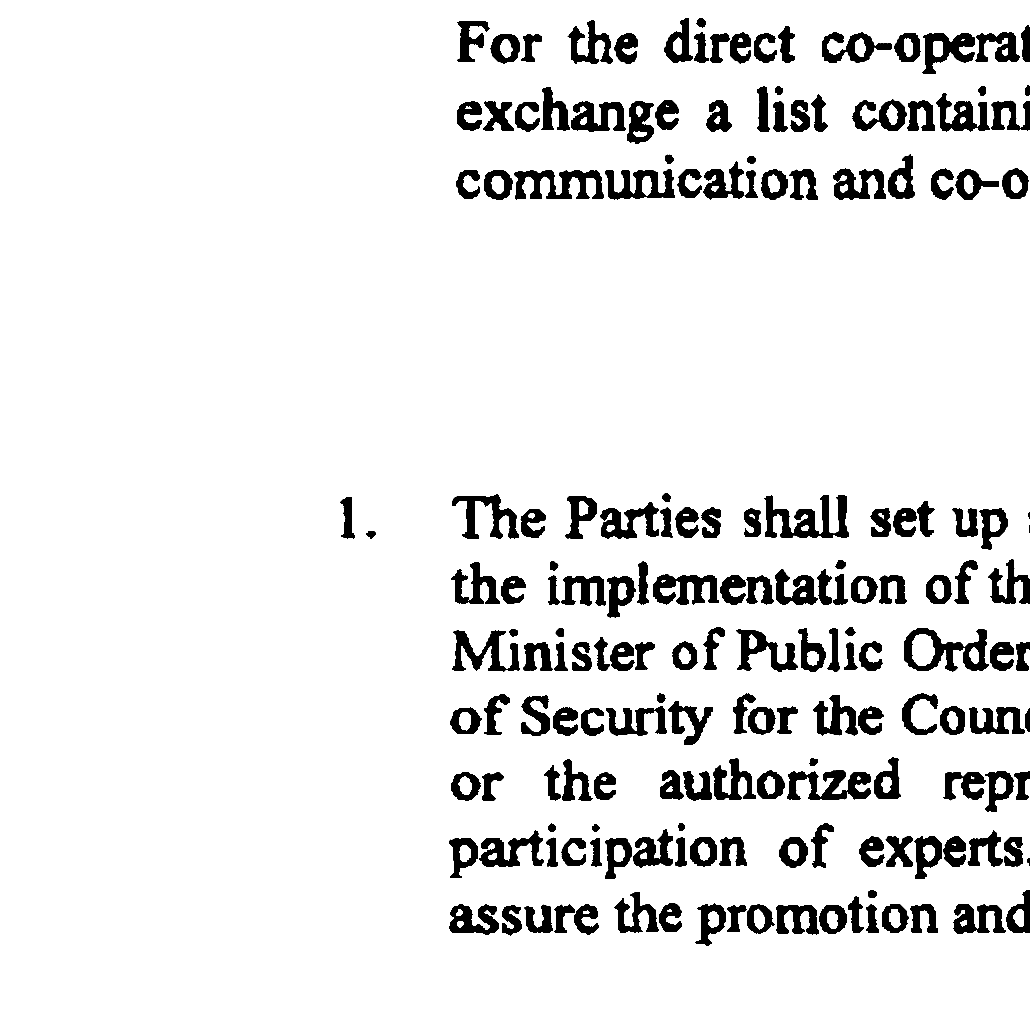 For the direct co-operat
exchange a list containi
communication and co-o
1. The Parties shall set up
the implementation of th
Minister of Public Order
of Security for the Counc
or the authorized repr
participation of experts.
assure the promotion and